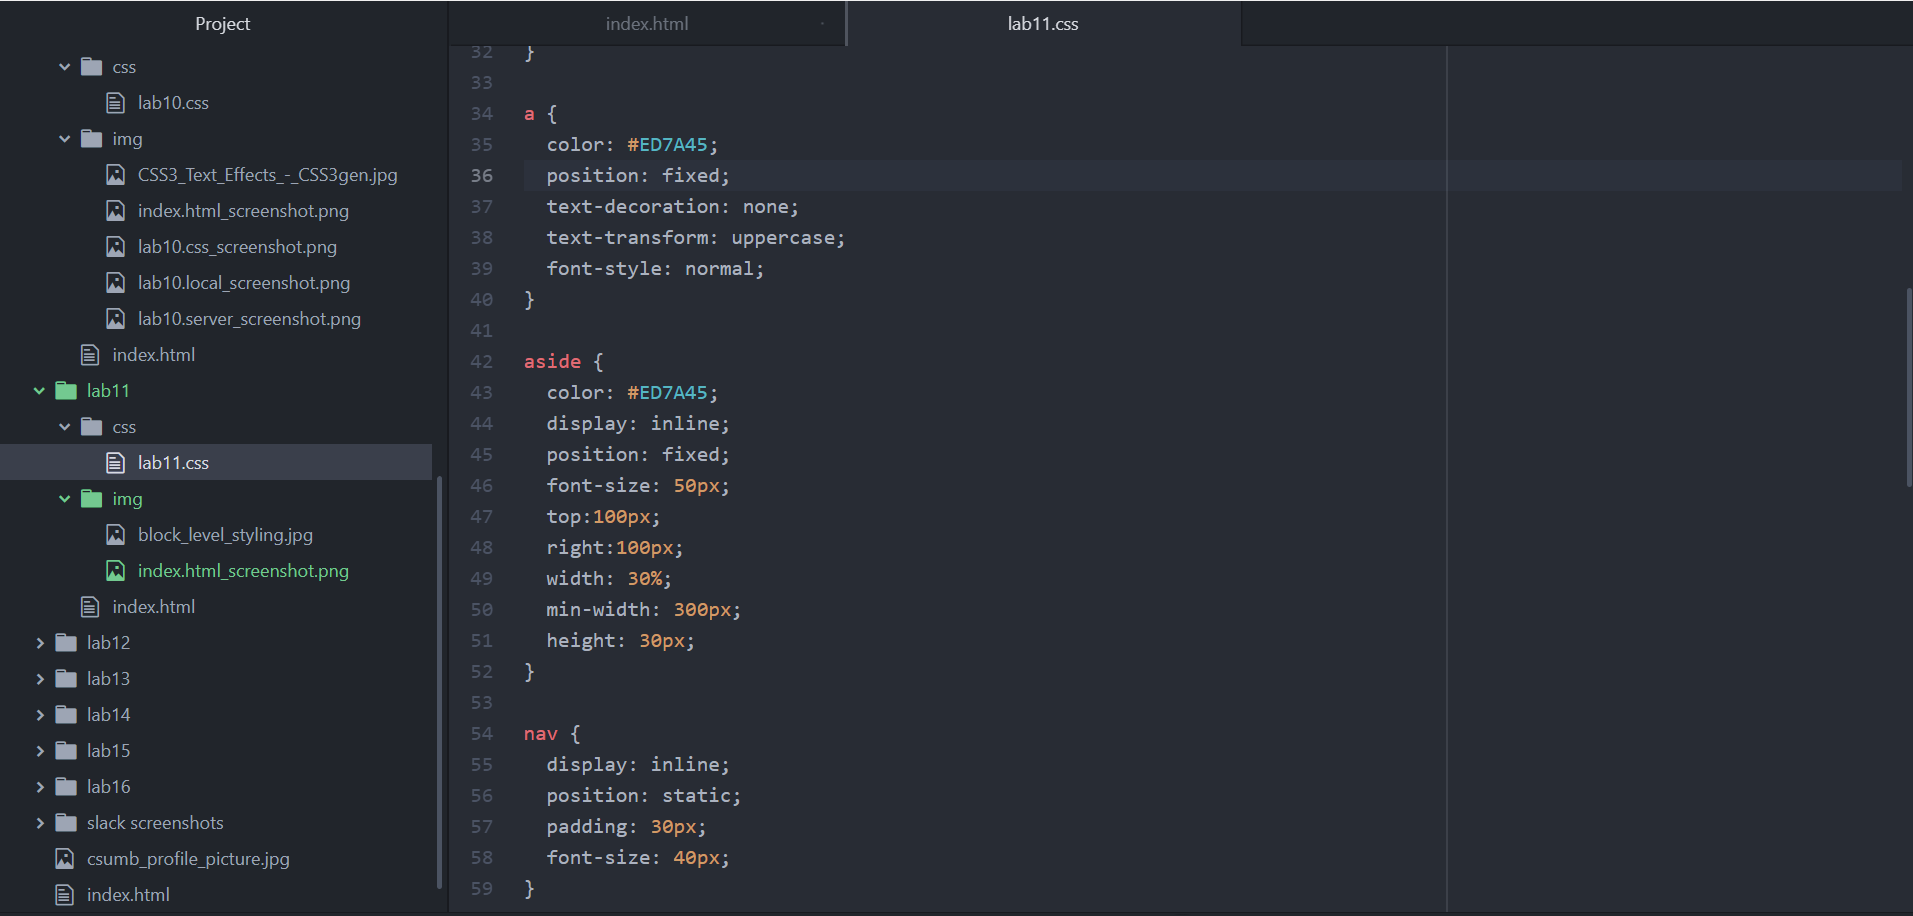 Project
css
lab10.css
img
CSS3_Text_Effects_-_CSS3gen.jpg
index.html_screenshot.png
lab10.css_screenshot.png
lab10.local_screenshot.png
lab10.server_screenshot.png
index.html
lab11
css
lab11.css
img
block_level_styling.jpg
index.html_screenshot.png
index.html
lab12
lab13
lab14
lab15
lab16
slack screenshots
csumb_profile_picture.jpg
index.html
index.html
lab11.css
32 }
33
34 a {
35   color: #ED7A45;
36   position: fixed;
37   text-decoration: none;
38   text-transform: uppercase;
39   font-style: normal;
40 }
41
42 aside {
43   color: #ED7A45;
44   display: inline;
45   position: fixed;
46   font-size: 50px;
47   top:100px;
48   right:100px;
49   width: 30%;
50   min-width: 300px;
51   height: 30px;
52 }
53
54 nav {
55   display: inline;
56   position: static;
57   padding: 30px;
58   font-size: 40px;
59 }